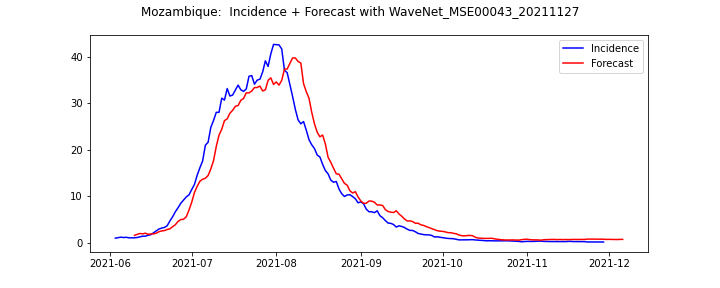 Mozambique:  Incidence + Forecast with WaveNet_MSE00043_20211127
Incidence
Forecast
40
30
20
10
0
2021-06 2021-07 2021-08 2021-09 2021-10 2021-11 2021-12